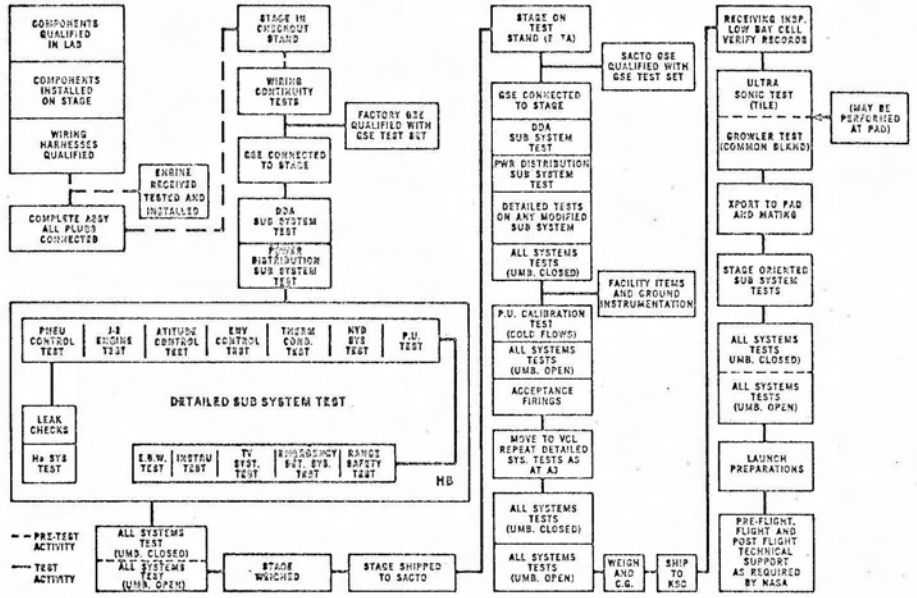 COMPONENTS
QUALIFIED
IN LAB
COMPONENTS
INSTALLED
ON STAGE
WIRING
HARNESSES
QUALIFIED
ENGINE
RECEIVED
TESTED AND
INSTALLED
COMPLETE ASSY
ALL PLUGS
CONNECTED
STAGE IN
CHECKOUT
STAND
WIRING
CONTINUITY
TESTS
FACTORY GSE
QUALIFIED WITH
GSE TEST SET
GSE CONNECTED
TO STAGE
DDA
SUB SYSTEM
TEST
POWER
DISTRIBUTION
SUB SYSTEM
TEST
PNEU
CONTROL
TEST
J-2
ENGINE
TEST
ATITUDE
CONTROL
TEST
ENV
CONTROL
TEST
THERM
COND.
TEST
HYD
SYS
TEST
P.U.
TEST
DETAILED SUB SYSTEM TEST
LEAK
CHECKS
SYS
TEST
E.B.W.
TEST
INSTRU
TEST
TV
SYST.
TEST
EMERGENCY
DET. SYS.
TEST
RANGE
SAFETY
TEST
HB
PRE-TEST
ACTIVITY
TEST
ACTIVITY
ALL SYSTEMS
TEST
(UMB. CLOSED)
ALL SYSTEMS
TEST
(UMB. OPEN)
STAGE
WEIGHED
STAGE SHIPPED
TO SACTO
STAGE ON
TEST
STAND
SACTO GSE
QUALIFIED WITH
GSE TEST SET
GSE CONNECTED
TO STAGE
DDA
SUB SYSTEM
TEST
PWR DISTRIBUTION
SUB SYSTEM
TEST
DETAILED TESTS
ON ANY MODIFIED
SUB SYSTEM
ALL SYSTEMS
TESTS
(UMB. CLOSED)
FACILITY ITEMS
AND GROUND
INSTRUMENTATION
P.U. CALIBRATION
TEST
(COLD FLOWS)
ALL SYSTEMS
TESTS
(UMB. OPEN)
ACCEPTANCE
FIRINGS
MOVE TO VCL
REPEAT DETAILED
SYS. TESTS AS
AT A3
ALL SYSTEMS
TESTS
(UMB. CLOSED)
ALL SYSTEMS
TESTS
(UMB. OPEN)
WEIGH
AND
C.G.
SHIP
TO
KSC
RECEIVING INSP.
LOW BAY CELL
VERIFY RECORDS
ULTRA
SONIC TEST
(TILE)
GROWLER TEST
(COMMON BLKHD)
(MAY BE
PERFORMED
AT PAD)
XPORT TO PAD
AND MATING
STAGE ORIENTED
SUB SYSTEM
TESTS
ALL SYSTEMS
TESTS
(UMB. CLOSED)
ALL SYSTEMS
TESTS
(UMB. OPEN)
LAUNCH
PREPARATIONS
PRE-FLIGHT,
FLIGHT AND
POST FLIGHT
TECHNICAL
SUPPORT
AS REQUIRED
BY NASA